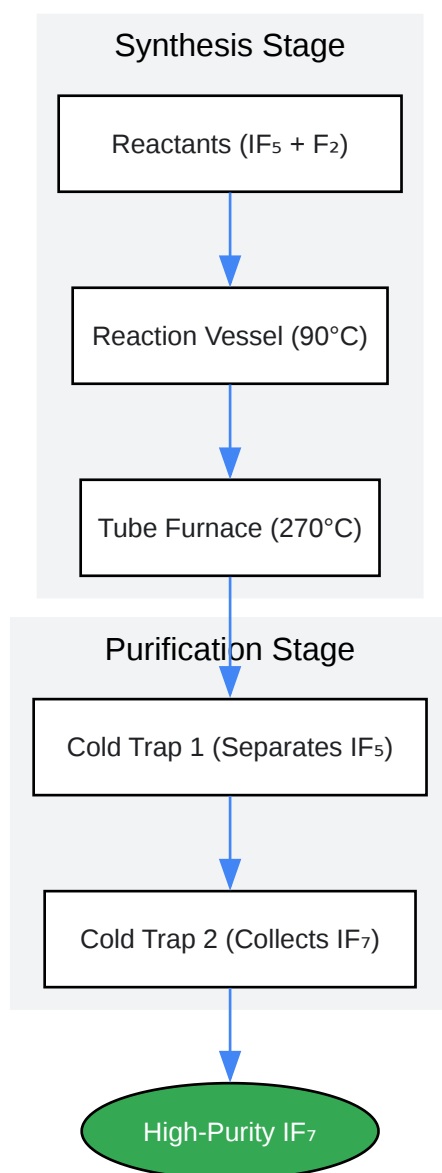 Synthesis Stage
Reactants (IF₅ + F₂)
Reaction Vessel (90°C)
Tube Furnace (270°C)
Purification Stage
Cold Trap 1 (Separates IF₅)
Cold Trap 2 (Collects IF₇)
High-Purity IF₇